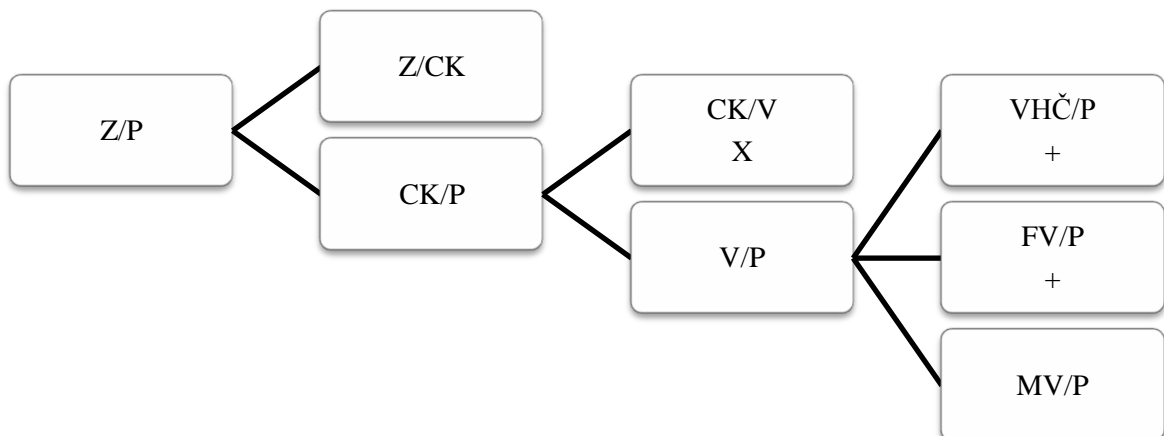 Z/P
Z/CK
CK/P
CK/V
X
V/P
VHČ/P
+
FV/P
+
MV/P